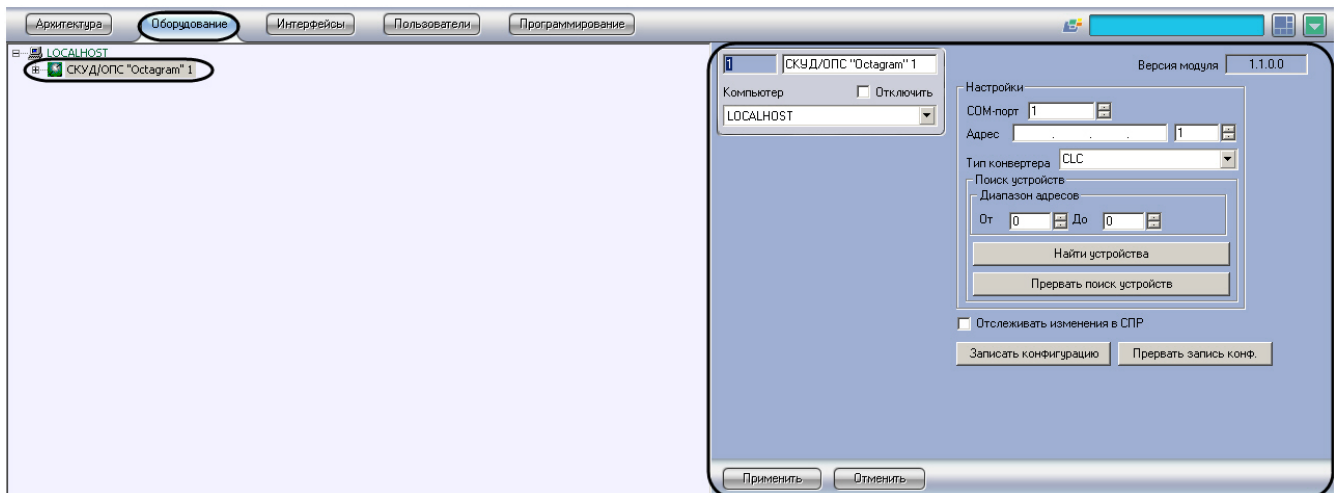 Архитектура Оборудование Интерфейсы Пользователи Программирование
LOCALHOST
СКУД/ОПС "Octagram" 1
1 СКУД/ОПС "Octagram" 1
Компьютер Отключить
LOCALHOST
Версия модуля 1.1.0.0
Настройки
COM-порт 1
Адрес . . . 1
Тип конвертера CLC
Поиск устройств
Диапазон адресов
От 0 До 0
Найти устройства
Прервать поиск устройств
Отслеживать изменения в СПР
Записать конфигурацию Прервать запись конф.
Применить Отменить